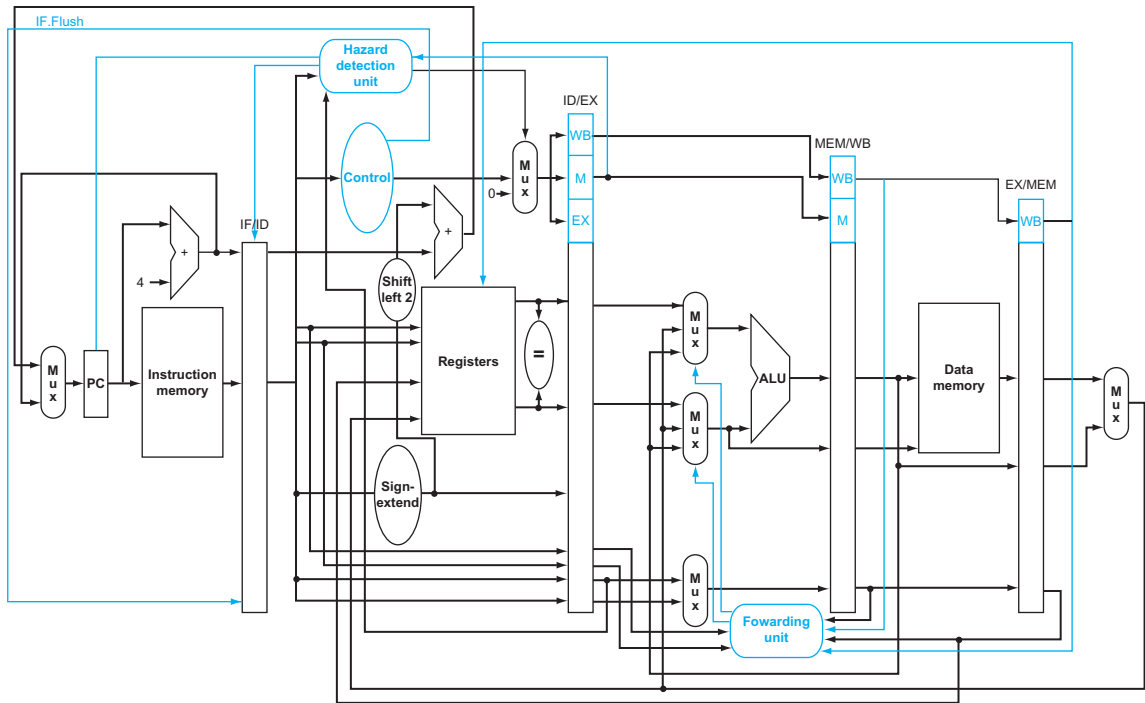 IF.Flush
Hazard
detection
unit
ID/EX
WB
MEM/WB
Control
M
u
x
M
WB
EX/MEM
0
EX
M
WB
IF/ID
+
+
4
Shift
left 2
M
u
x
Registers
=
M
u
x
PC
Instruction
memory
ALU
Data
memory
M
u
x
M
u
x
Sign-
extend
M
u
x
Fowarding
unit